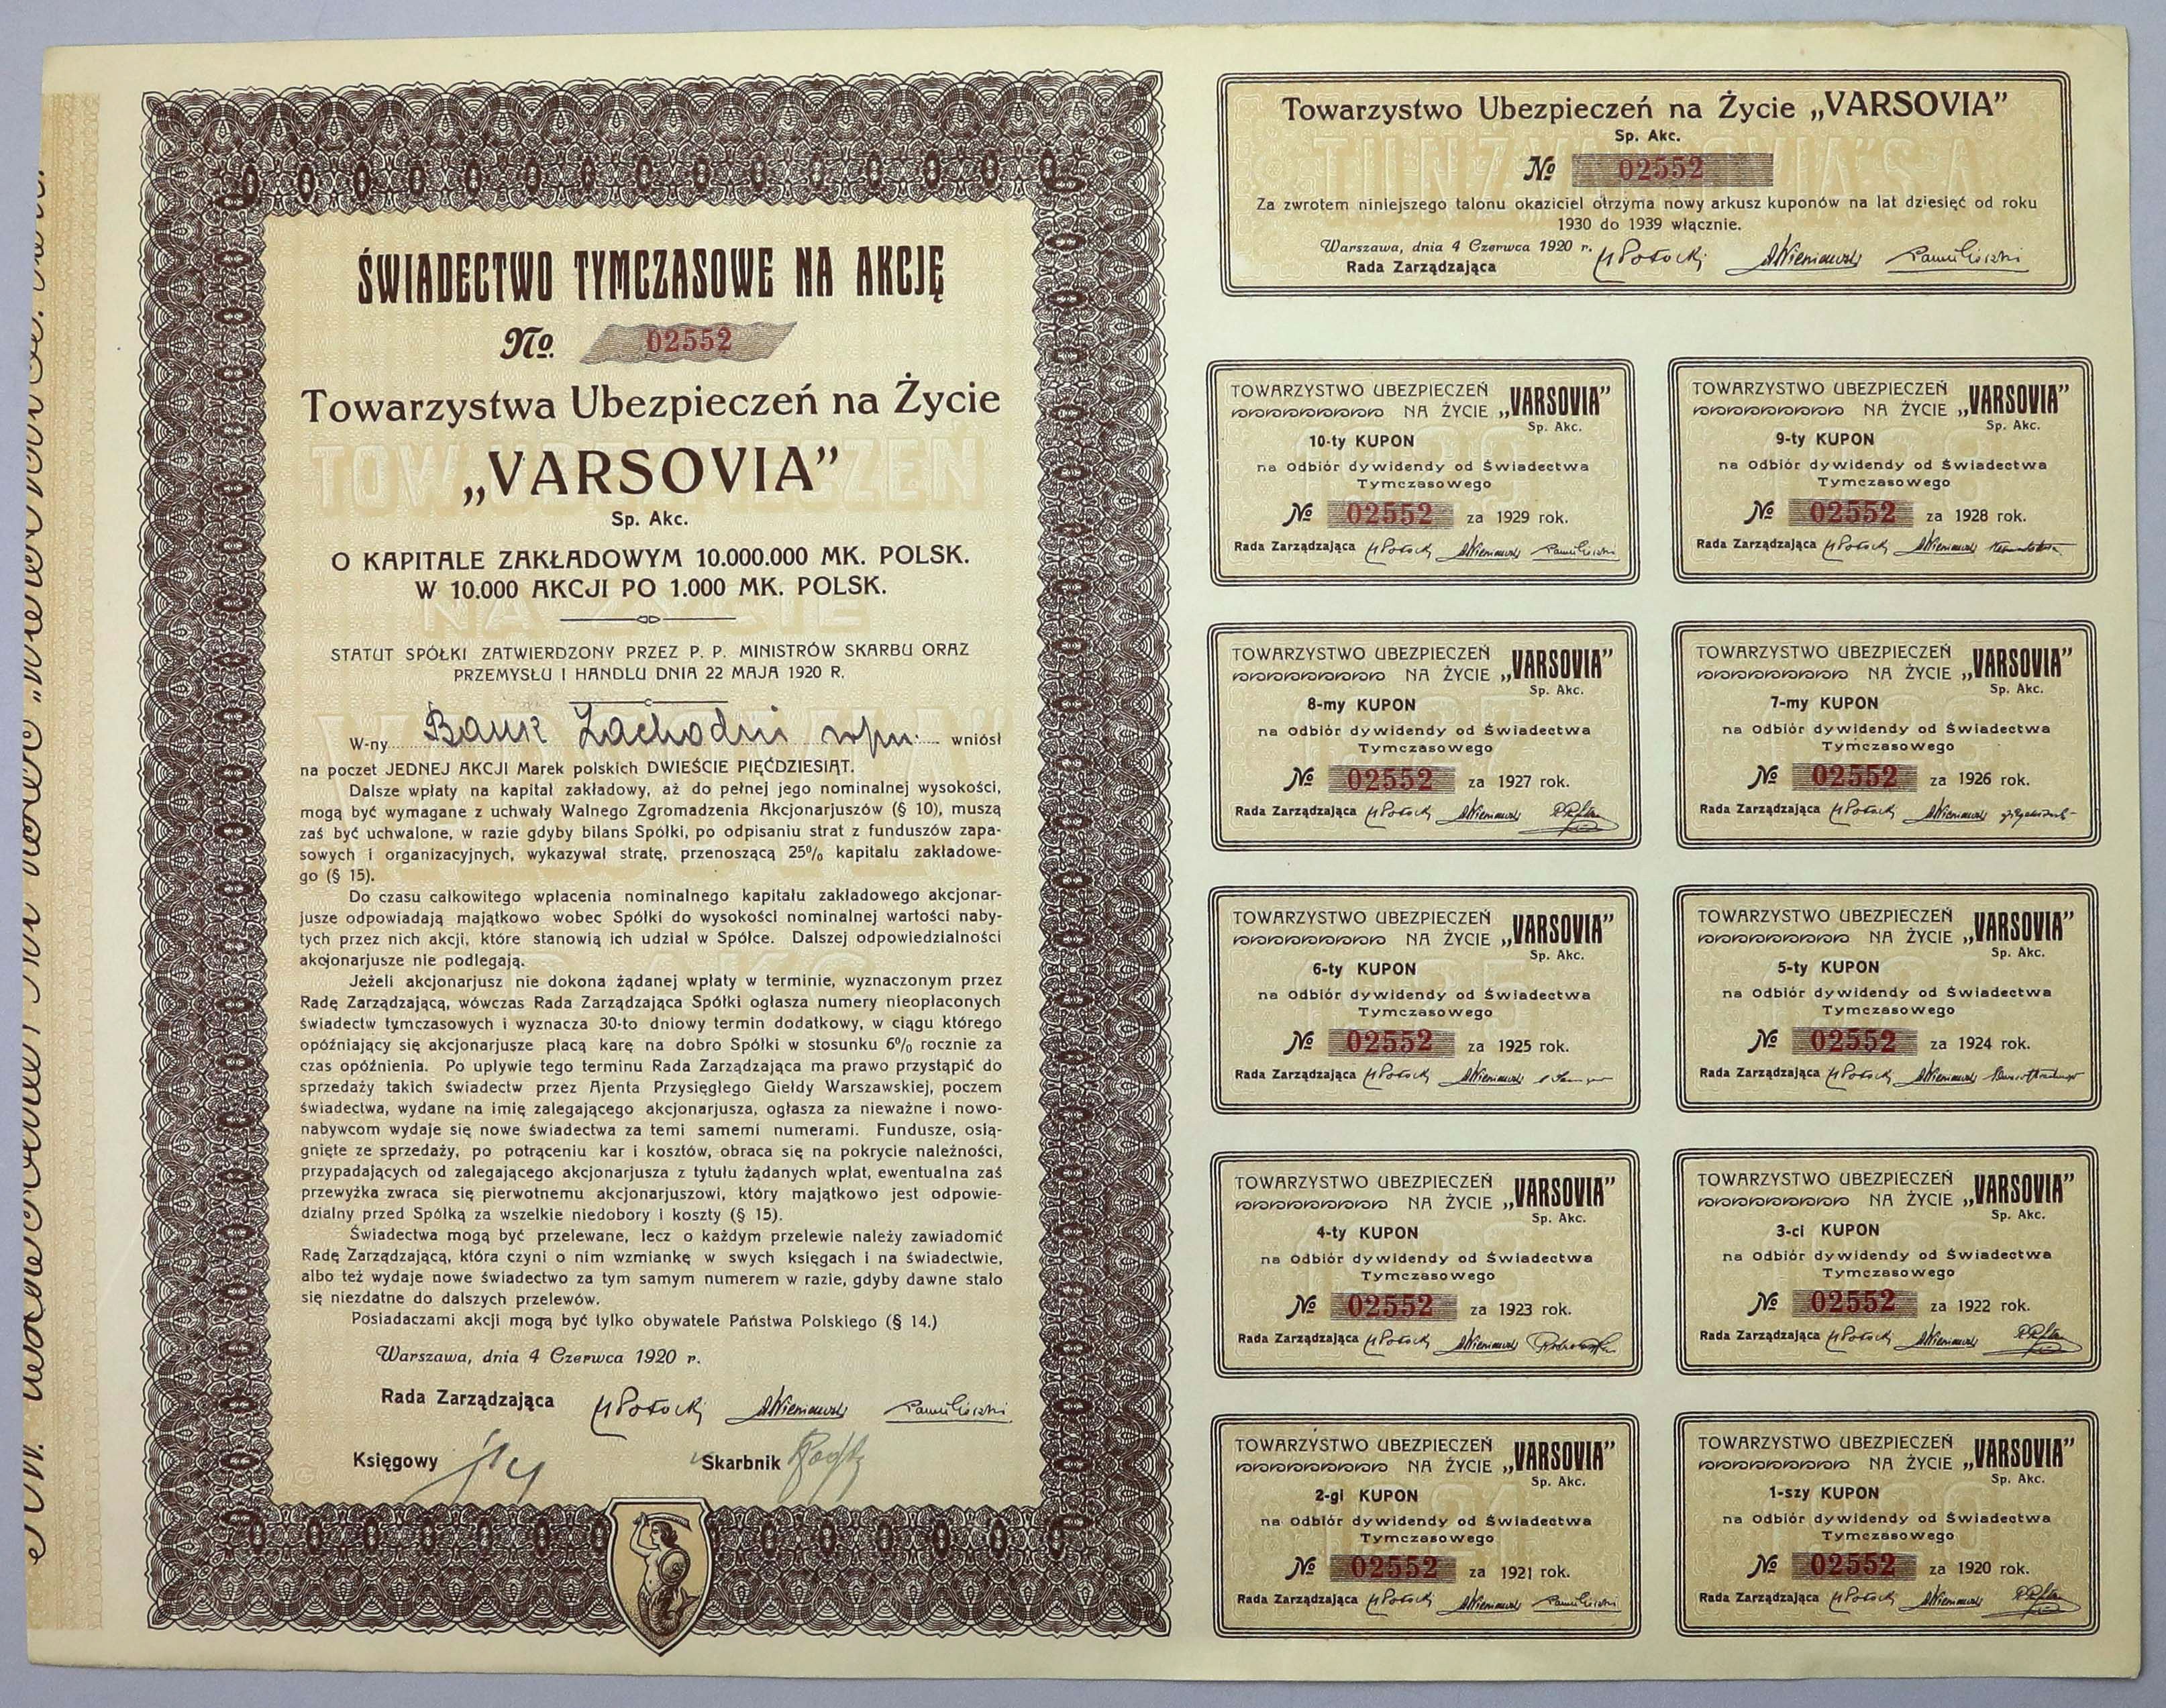 ŚWIADECTWO TYMCZASOWE NA AKCJĘ
No. 02552
Towarzystwa Ubezpieczeń na Życie
„VARSOVIA”
Sp. Akc.
O KAPITALE ZAKŁADOWYM 10.000.000 MK. POLSK.
W 10.000 AKCJI PO 1.000 MK. POLSK.
STATUT SPÓŁKI ZATWIERDZONY PRZEZ P. P. MINISTRÓW SKARBU ORAZ
PRZEMYSŁU I HANDLU DNIA 22 MAJA 1920 R.
W-ny Bank Zachodni wniósł
na poczet JEDNEJ AKCJI Marek polskich DWIEŚCIE PIĘĆDZIESIĄT.
Dalsze wpłaty na kapitał zakładowy, aż do pełnej jego nominalnej wysokości,
mogą być wymagane z uchwały Walnego Zgromadzenia Akcjonarjuszów (§ 10), muszą
zaś być uchwalone, w razie gdyby bilans Spółki, po odpisaniu strat z funduszów zapa-
sowych i organizacyjnych, wykazywał stratę, przenoszącą 25% kapitału zakładowe-
go (§ 15).
Do czasu całkowitego wpłacenia nominalnego kapitału zakładowego akcjonar-
jusze odpowiadają majątkowo wobec Spółki do wysokości nominalnej wartości naby-
tych przez nich akcji, które stanowią ich udział w Spółce. Dalszej odpowiedzialności
akcjonarjusze nie podlegają.
Jeżeli akcjonarjusz nie dokona żądanej wpłaty w terminie, wyznaczonym przez
Radę Zarządzającą, wówczas Rada Zarządzająca Spółki ogłasza numery nieopłaconych
świadectw tymczasowych i wyznacza 30-to dniowy termin dodatkowy, w ciągu którego
opóźniający się akcjonarjusze płacą karę na dobro Spółki w stosunku 6% rocznie za
czas opóźnienia. Po upływie tego terminu Rada Zarządzająca ma prawo przystąpić do
sprzedaży takich świadectw przez Ajenta Przysięgłego Giełdy Warszawskiej, poczem
świadectwa, wydane na imię zalegającego akcjonarjusza, ogłasza za nieważne i nowo-
nabywcom wydaje się nowe świadectwa za temi samemi numerami. Fundusze, osią-
gnięte ze sprzedaży, po potrąceniu kar i kosztów, obraca się na pokrycie należności,
przypadających od zalegającego akcjonarjusza z tytułu żądanych wpłat, ewentualna zaś
przewyżka zwraca się pierwotnemu akcjonarjuszowi, który majątkowo jest odpowie-
dzialny przed Spółką za wszelkie niedobory i koszty (§ 15).
Świadectwa mogą być przelewane, lecz o każdym przelewie należy zawiadomić
Radę Zarządzającą, która czyni o nim wzmiankę w swych księgach i na świadectwie,
albo też wydaje nowe świadectwo za tym samym numerem w razie, gdyby dawne stało
się niezdatne do dalszych przelewów.
Posiadaczami akcji mogą być tylko obywatele Państwa Polskiego (§ 14.)
Warszawa, dnia 4 Czerwca 1920 r.
Rada Zarządzająca
Księgowy Skarbnik
Towarzystwo Ubezpieczeń na Życie „VARSOVIA”
Sp. Akc.
No 02552
Za zwrotem niniejszego talonu okaziciel otrzyma nowy arkusz kuponów na lat dziesięć od roku
1930 do 1939 włącznie.
Warszawa, dnia 4 Czerwca 1920 r.
Rada Zarządzająca
TOWARZYSTWO UBEZPIECZEŃ
NA ŻYCIE „VARSOVIA”
Sp. Akc.
10-ty KUPON
na Odbiór dywidendy od Świadectwa
Tymczasowego
No 02552 za 1929 rok.
Rada Zarządzająca
TOWARZYSTWO UBEZPIECZEŃ
NA ŻYCIE „VARSOVIA”
Sp. Akc.
9-ty KUPON
na Odbiór dywidendy od Świadectwa
Tymczasowego
No 02552 za 1928 rok.
Rada Zarządzająca
TOWARZYSTWO UBEZPIECZEŃ
NA ŻYCIE „VARSOVIA”
Sp. Akc.
8-my KUPON
na Odbiór dywidendy od Świadectwa
Tymczasowego
No 02552 za 1927 rok.
Rada Zarządzająca
TOWARZYSTWO UBEZPIECZEŃ
NA ŻYCIE „VARSOVIA”
Sp. Akc.
7-my KUPON
na Odbiór dywidendy od Świadectwa
Tymczasowego
No 02552 za 1926 rok.
Rada Zarządzająca
TOWARZYSTWO UBEZPIECZEŃ
NA ŻYCIE „VARSOVIA”
Sp. Akc.
6-ty KUPON
na Odbiór dywidendy od Świadectwa
Tymczasowego
No 02552 za 1925 rok.
Rada Zarządzająca
TOWARZYSTWO UBEZPIECZEŃ
NA ŻYCIE „VARSOVIA”
Sp. Akc.
5-ty KUPON
na Odbiór dywidendy od Świadectwa
Tymczasowego
No 02552 za 1924 rok.
Rada Zarządzająca
TOWARZYSTWO UBEZPIECZEŃ
NA ŻYCIE „VARSOVIA”
Sp. Akc.
4-ty KUPON
na Odbiór dywidendy od Świadectwa
Tymczasowego
No 02552 za 1923 rok.
Rada Zarządzająca
TOWARZYSTWO UBEZPIECZEŃ
NA ŻYCIE „VARSOVIA”
Sp. Akc.
3-ci KUPON
na Odbiór dywidendy od Świadectwa
Tymczasowego
No 02552 za 1922 rok.
Rada Zarządzająca
TOWARZYSTWO UBEZPIECZEŃ
NA ŻYCIE „VARSOVIA”
Sp. Akc.
2-gi KUPON
na Odbiór dywidendy od Świadectwa
Tymczasowego
No 02552 za 1921 rok.
Rada Zarządzająca
TOWARZYSTWO UBEZPIECZEŃ
NA ŻYCIE „VARSOVIA”
Sp. Akc.
1-szy KUPON
na Odbiór dywidendy od Świadectwa
Tymczasowego
No 02552 za 1920 rok.
Rada Zarządzająca